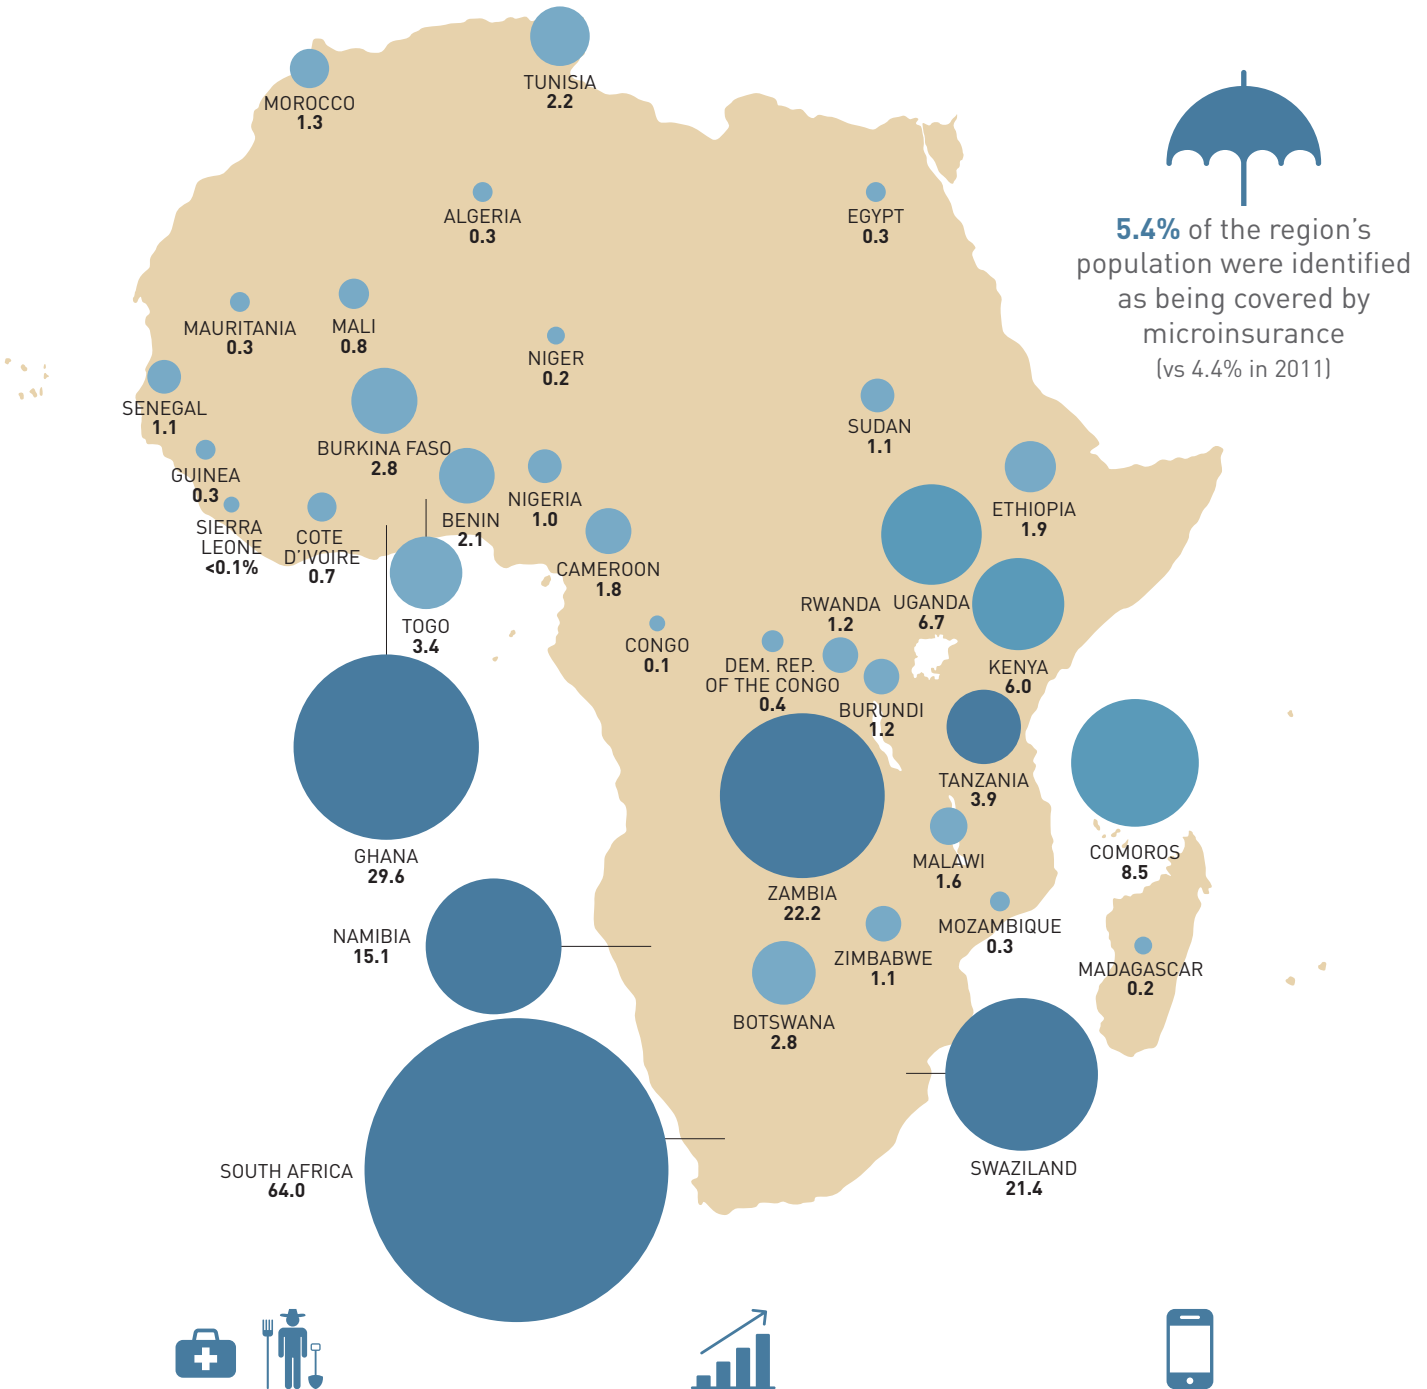 TUNISIA
2.2
MOROCCO
1.3
ALGERIA
0.3
EGYPT
0.3
5.4% of the region’s
population were identified
as being covered by
microinsurance
(vs 4.4% in 2011)
MAURITANIA
0.3
MALI
0.8
NIGER
0.2
SENEGAL
1.1
BURKINA FASO
2.8
SUDAN
1.1
GUINEA
0.3
SIERRA
LEONE
<0.1%
COTE
D’IVOIRE
0.7
BENIN
2.1
NIGERIA
1.0
ETHIOPIA
1.9
CAMEROON
1.8
TOGO
3.4
RWANDA
1.2
UGANDA
6.7
CONGO
0.1
DEM. REP.
OF THE CONGO
0.4
BURUNDI
1.2
KENYA
6.0
TANZANIA
3.9
GHANA
29.6
ZAMBIA
22.2
MALAWI
1.6
COMOROS
8.5
NAMIBIA
15.1
ZIMBABWE
1.1
MOZAMBIQUE
0.3
MADAGASCAR
0.2
BOTSWANA
2.8
SOUTH AFRICA
64.0
SWAZILAND
21.4